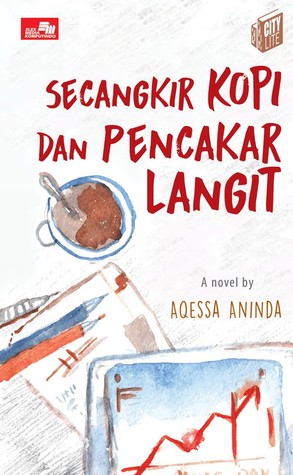 ELEX MEDIA
KOMPUTINDO
CITY
LITE
SECANGKIR KOPI
DAN PENCAKAR
LANGIT
A novel by
AQESSA ANINDA